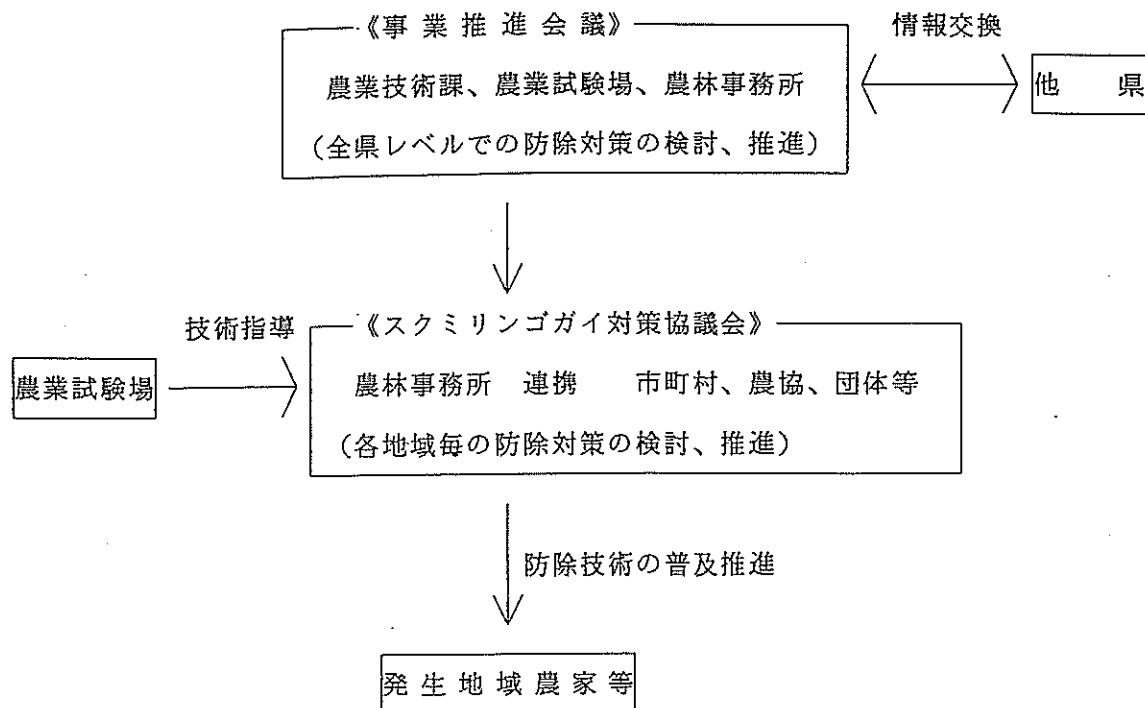 《事業推進会議》
情報交換
農業技術課、農業試験場、農林事務所
他 県
(全県レベルでの防除対策の検討、推進)
技術指導
《スクミリンゴガイ対策協議会》
農業試験場
農林事務所 連携 市町村、農協、団体等
(各地域毎の防除対策の検討、推進)
防除技術の普及推進
発生地域農家等